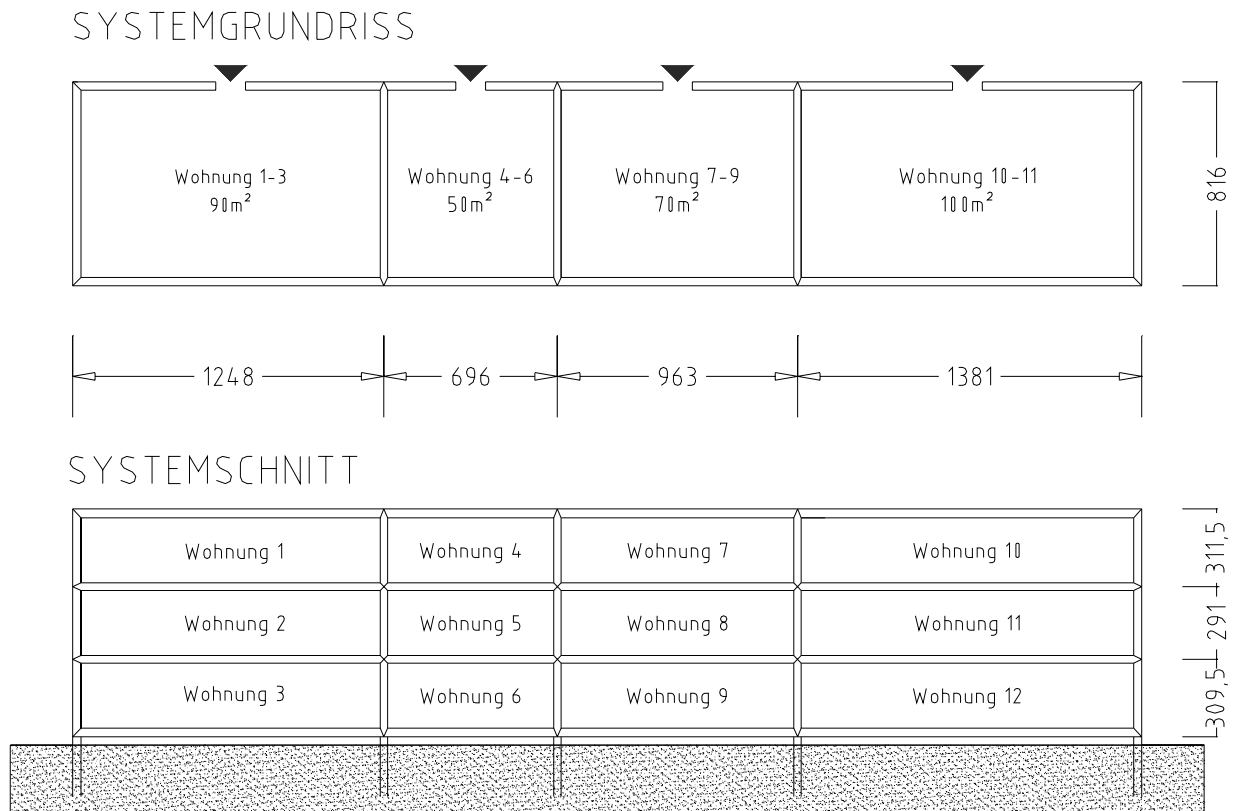 SYSTEMGRUNDRISS
Wohnung 1-3
90m²
Wohnung 4-6
50m²
Wohnung 7-9
70m²
Wohnung 10-11
100m²
816
1248
696
963
1381
SYSTEMSCHNITT
Wohnung 1
Wohnung 4
Wohnung 7
Wohnung 10
311,5
Wohnung 2
Wohnung 5
Wohnung 8
Wohnung 11
291
Wohnung 3
Wohnung 6
Wohnung 9
Wohnung 12
309,5